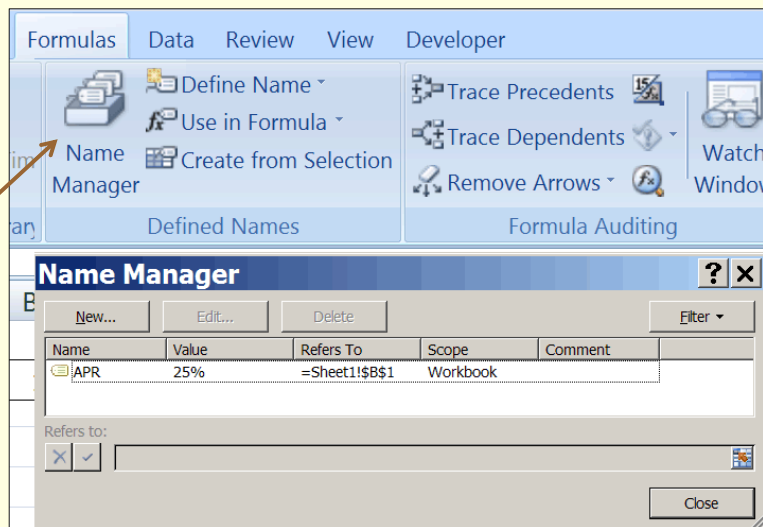 Formulas Data Review View Developer
Define Name
Trace Precedents
Use in Formula
Trace Dependents
Name Manager
Create from Selection
Remove Arrows
Watch
Defined Names
Formula Auditing
Name Manager
B
New... Edit... Delete Filter
Name Value Refers To Scope Comment
APR 25% =Sheet1!$B$1 Workbook
Refers to:
Close